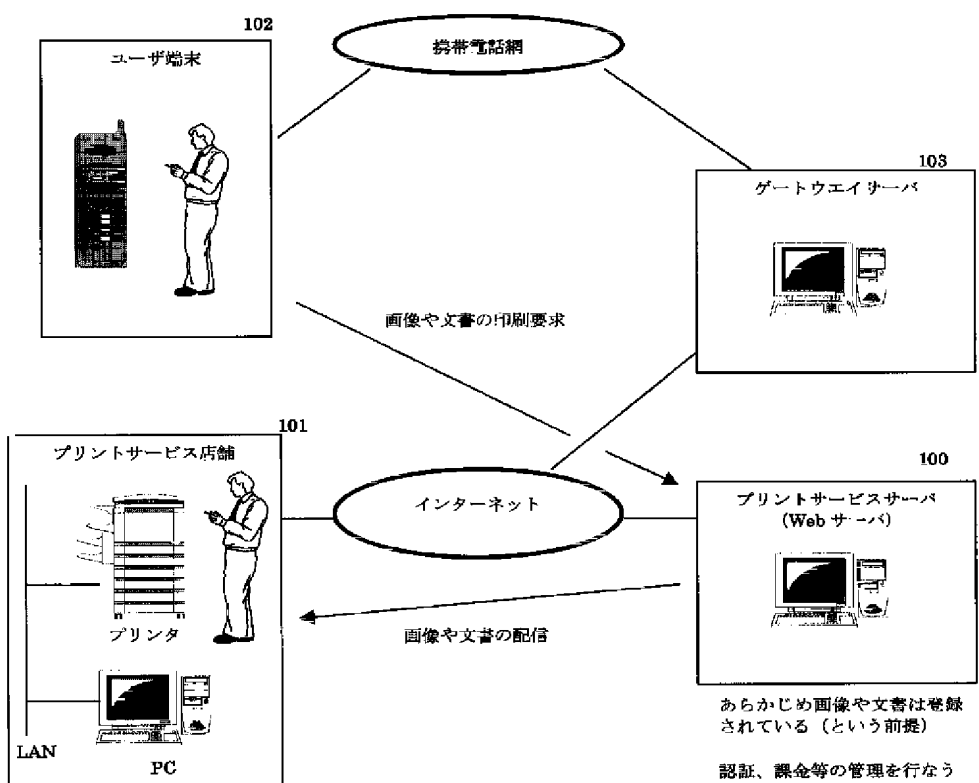 102
ユーザ端末
携帯電話網
103
ゲートウエイサーバ
画像や文書の印刷要求
101
プリントサービス店舗
インターネット
100
プリントサービスサーバ
(Web サーバ)
プリンタ
画像や文書の配信
LAN
PC
あらかじめ画像や文書は登録
されている（という前提）
認証、課金等の管理を行なう